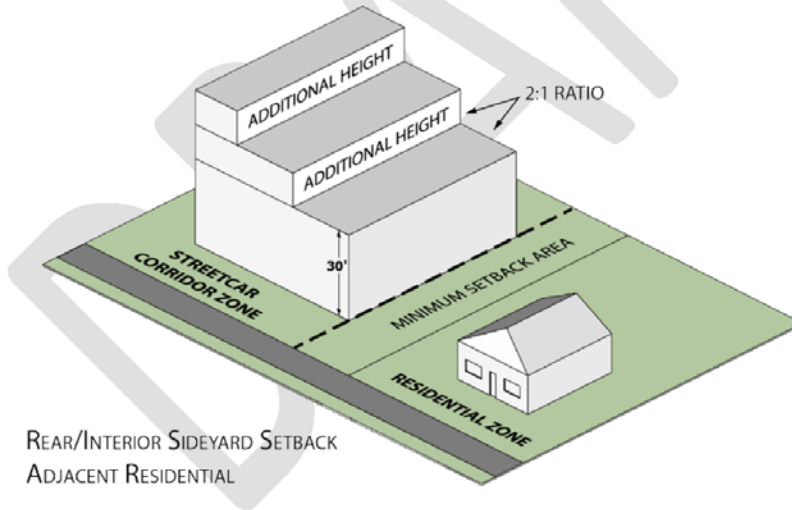 ADDITIONAL HEIGHT
2:1 RATIO
ADDITIONAL HEIGHT
30'
STREETCAR
CORRIDOR ZONE
MINIMUM SETBACK AREA
RESIDENTIAL ZONE
REAR/INTERIOR SIDEYARD SETBACK
ADJACENT RESIDENTIAL